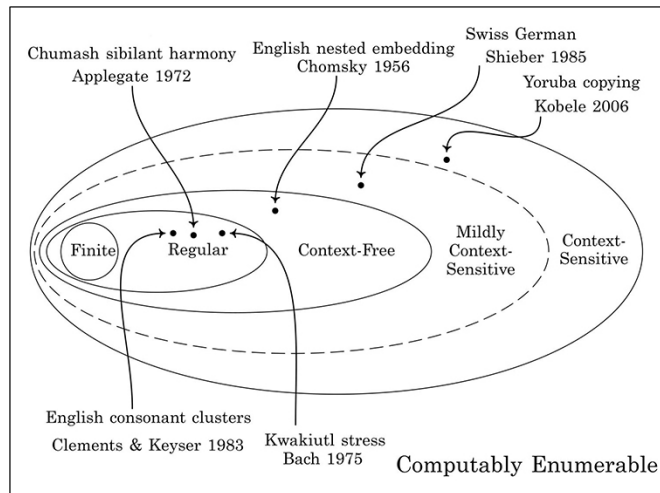 Swiss German
Shieber 1985
Chumash sibilant harmony
Applegate 1972
English nested embedding
Chomsky 1956
Yoruba copying
Kobele 2006
Finite
Regular
Context-Free
Mildly
Context-
Sensitive
Context-
Sensitive
English consonant clusters
Clements & Keyser 1983
Kwakiutl stress
Bach 1975
Computably Enumerable